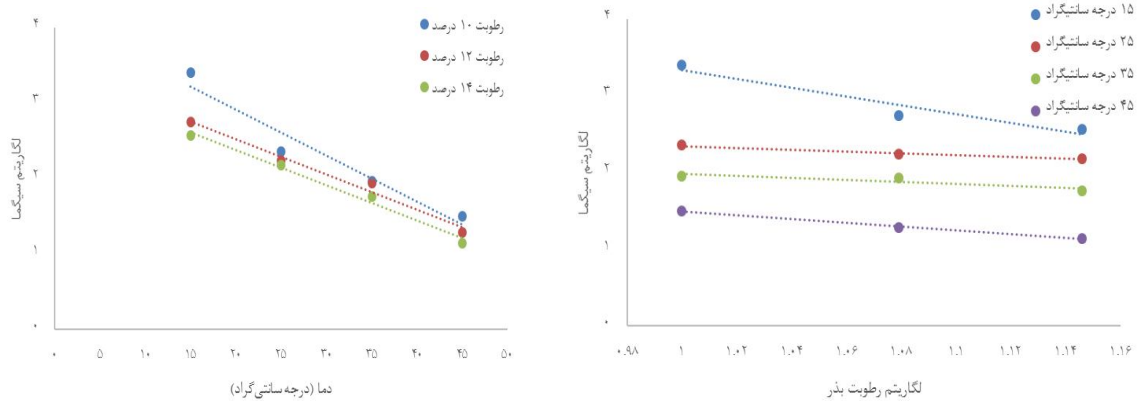 ۴
۳
۲
۱
۰
لگاریتم سیگما
رطوبت ۱۰ درصد
رطوبت ۱۲ درصد
رطوبت ۱۴ درصد
۰ ۵ ۱۰ ۱۵ ۲۰ ۲۵ ۳۰ ۳۵ ۴۰ ۴۵ ۵۰
دما (درجه سانتی‌گراد)
۴
۳
۲
۱
۰
لگاریتم سیگما
۱۵ درجه سانتیگراد
۲۵ درجه سانتیگراد
۳۵ درجه سانتیگراد
۴۵ درجه سانتیگراد
۰.۹۸ ۱ ۱.۰۲ ۱.۰۴ ۱.۰۶ ۱.۰۸ ۱.۱ ۱.۱۲ ۱.۱۴ ۱.۱۶
لگاریتم رطوبت بذر